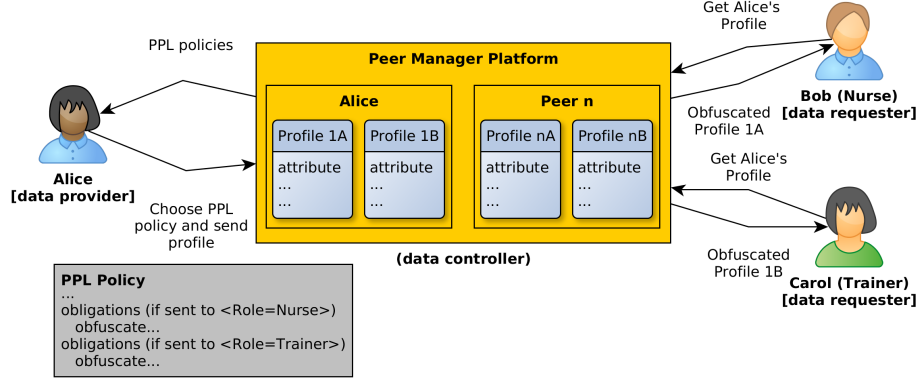 PPL policies
Alice
[data provider]
Choose PPL
policy and send
profile
Peer Manager Platform
Alice
Profile 1A
attribute
...
...
Profile 1B
attribute
...
...
Peer n
Profile nA
attribute
...
...
Profile nB
attribute
...
...
(data controller)
Get Alice's
Profile
Obfuscated
Profile 1A
Bob (Nurse)
[data requester]
Get Alice's
Profile
Obfuscated
Profile 1B
Carol (Trainer)
[data requester]
PPL Policy
...
obligations (if sent to <Role=Nurse>)
obfuscate...
obligations (if sent to <Role=Trainer>)
obfuscate...